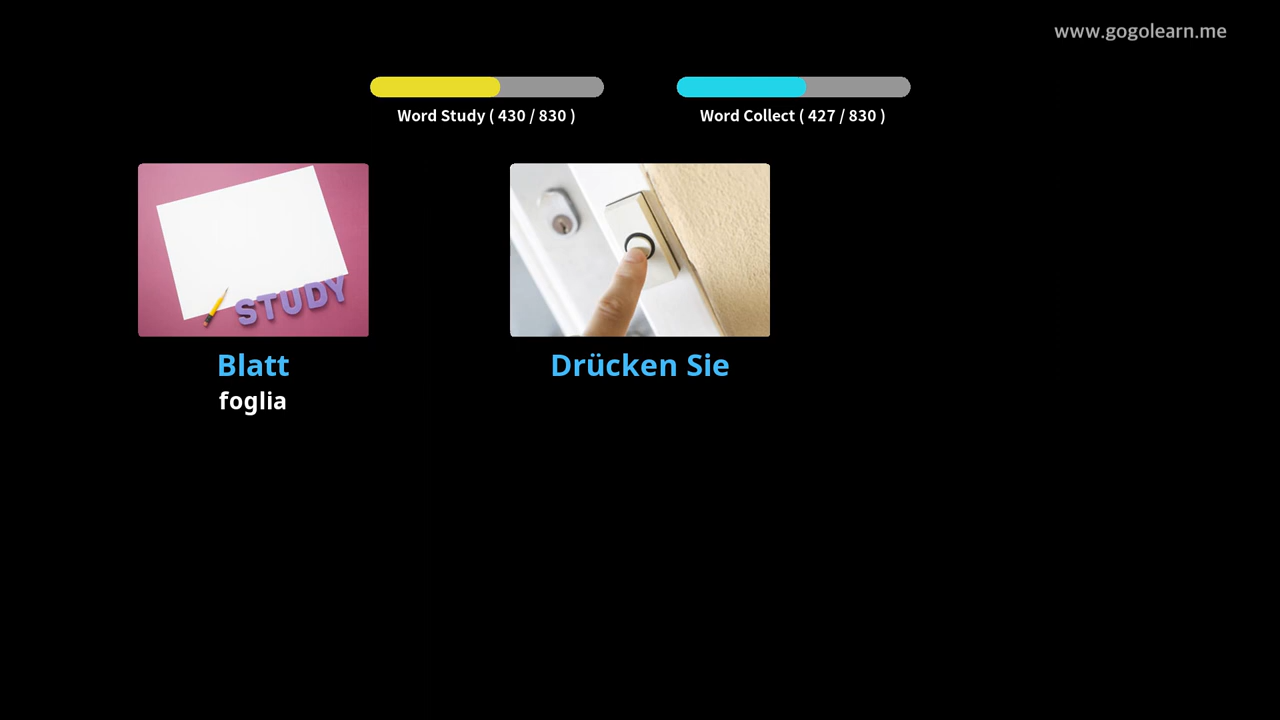 www.gogolearn.me
Word Study ( 430 / 830 )
Word Collect ( 427 / 830 )
STUDY
Blatt
foglia
Drücken Sie